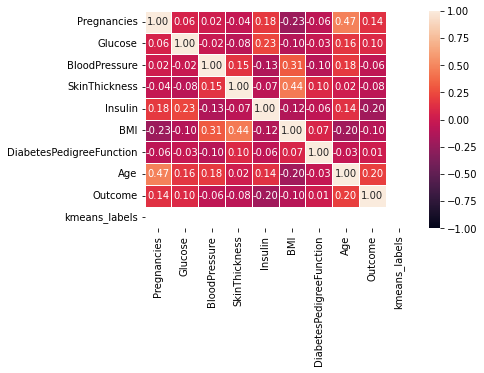 Pregnancies 1.00 0.06 0.02 -0.04 0.18 -0.23 -0.06 0.47 0.14
Glucose 0.06 1.00 -0.02 -0.08 0.23 -0.10 -0.03 0.16 0.10
BloodPressure 0.02 -0.02 1.00 0.15 -0.13 0.31 -0.10 0.18 -0.06
SkinThickness -0.04 -0.08 0.15 1.00 -0.07 0.44 0.10 0.02 -0.08
Insulin 0.18 0.23 -0.13 -0.07 1.00 -0.12 -0.06 0.14 -0.20
BMI -0.23 -0.10 0.31 0.44 -0.12 1.00 0.07 -0.20 -0.10
DiabetesPedigreeFunction -0.06 -0.03 -0.10 0.10 -0.06 0.07 1.00 -0.03 0.01
Age 0.47 0.16 0.18 0.02 0.14 -0.20 -0.03 1.00 0.20
Outcome 0.14 0.10 -0.06 -0.08 -0.20 -0.10 0.01 0.20 1.00
kmeans_labels
Pregnancies
Glucose
BloodPressure
SkinThickness
Insulin
BMI
DiabetesPedigreeFunction
Age
Outcome
kmeans_labels
1.00
0.75
0.50
0.25
0.00
−0.25
−0.50
−0.75
−1.00